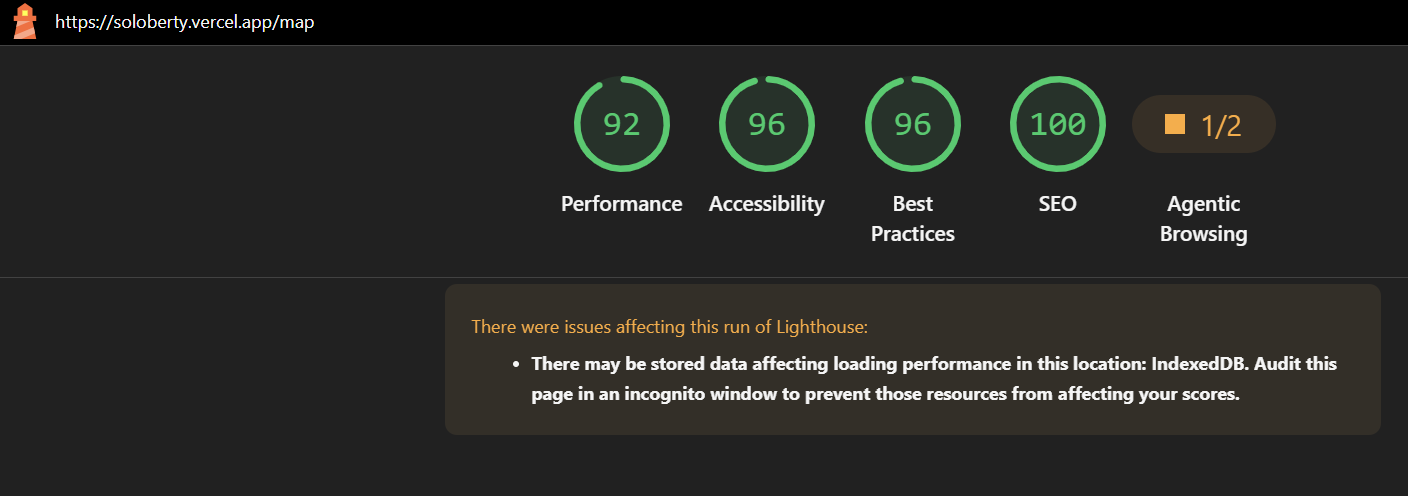 https://soloberty.vercel.app/map
92
96
96
100
1/2
Performance
Accessibility
Best
Practices
SEO
Agentic
Browsing
There were issues affecting this run of Lighthouse:
• There may be stored data affecting loading performance in this location: IndexedDB. Audit this
page in an incognito window to prevent those resources from affecting your scores.